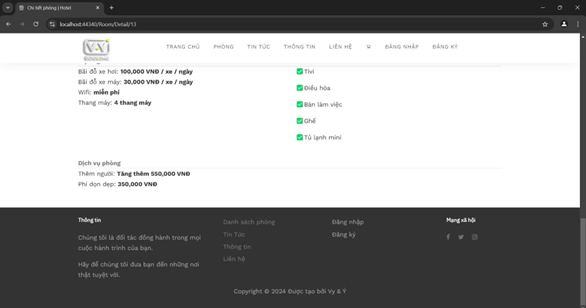 Chi tiết phòng | Hotel
localhost:44340/Room/Detail/13
TRANG CHỦ PHÒNG TIN TỨC THÔNG TIN LIÊN HỆ ĐĂNG NHẬP ĐĂNG KÝ
Bãi đỗ xe hơi: 100,000 VNĐ / xe / ngày
Bãi đỗ xe máy: 30,000 VNĐ / xe / ngày
Wifi: miễn phí
Thang máy: 4 thang máy
Tivi
Điều hòa
Bàn làm việc
Ghế
Tủ lạnh mini
Dịch vụ phòng
Thêm người: Tăng thêm 550,000 VNĐ
Phí dọn dẹp: 350,000 VNĐ
Thông tin
Chúng tôi là đối tác đồng hành trong mọi
cuộc hành trình của bạn.
Hãy để chúng tôi đưa bạn đến những nơi
thật tuyệt vời.
Danh sách phòng
Tin Tức
Thông tin
Liên hệ
Đăng nhập
Đăng ký
Mạng xã hội
Copyright © 2024 Được tạo bởi Vy & Ý